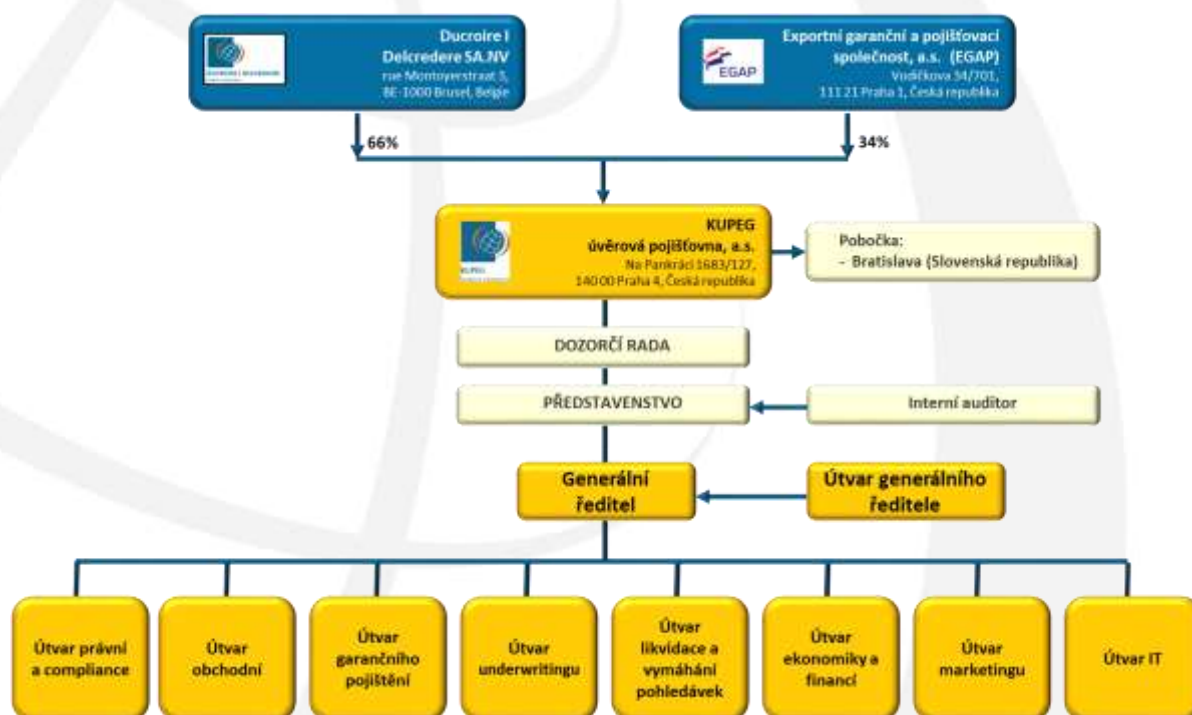 Ducroire I
Delcredere SA.NV
rue Montoyerstraat 3,
BE-1000 Brusel, Belgie
EGAP
Exportní garanční a pojišťovací
společnost, a.s. (EGAP)
Vodičkova 34/701,
111 21 Praha 1, Česká republika
66%
34%
KUPEG
KUPEG
úvěrová pojišťovna, a.s.
Na Pankráci 1683/127,
140 00 Praha 4, Česká republika
Pobočka:
- Bratislava (Slovenská republika)
DOZORČÍ RADA
PŘEDSTAVENSTVO
Interní auditor
Generální
ředitel
Útvar generálního
ředitele
Útvar právní
a compliance
Útvar
obchodní
Útvar
garančního
pojištění
Útvar
underwritingu
Útvar
likvidace a
vymáhání
pohledávek
Útvar
ekonomiky a
financí
Útvar
marketingu
Útvar IT